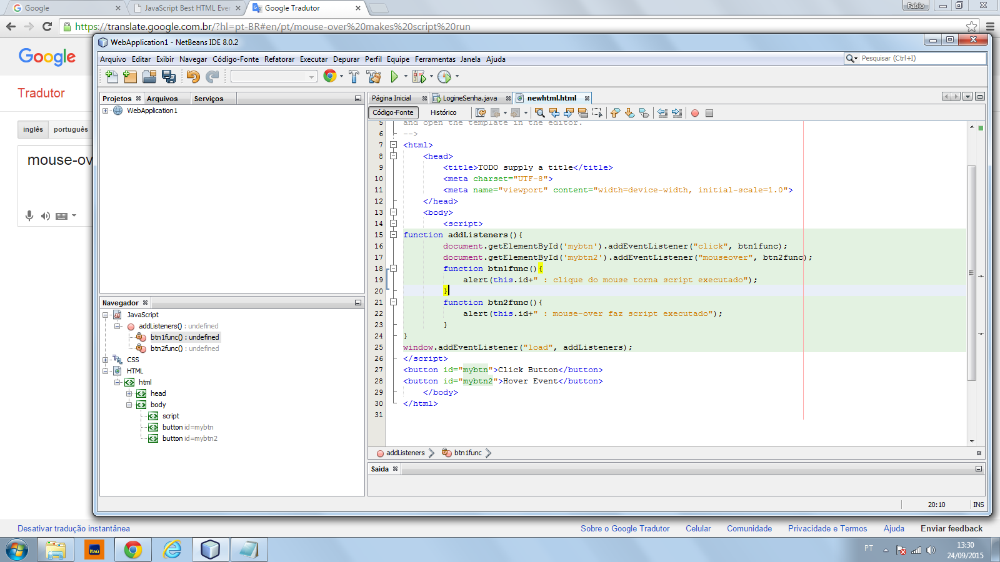 Google
JavaScript Best HTML Eve
Google Tradutor
Fabio
https://translate.google.com.br/?hl=pt-BR#en/pt/mouse-over%20makes%20script%20run
WebApplication1 - NetBeans IDE 8.0.2
Google
Arquivo Editar Exibir Navegar Código-Fonte Refatorar Executar Depurar Perfil Equipe Ferramentas Janela Ajuda
Pesquisar (Ctrl+I)
Tradutor
inglês português
mouse-ov
Projetos Arquivos Serviços
WebApplication1
Página Inicial LogineSenha.java newhtml.html
Código-Fonte Histórico
5 and open the template in the editor.
6 -->
7 <html>
8 <head>
9 <title>TODO supply a title</title>
10 <meta charset="UTF-8">
11 <meta name="viewport" content="width=device-width, initial-scale=1.0">
12 </head>
13 <body>
14 <script>
15 function addListeners(){
16 document.getElementById('mybtn').addEventListener("click", btn1func);
17 document.getElementById('mybtn2').addEventListener("mouseover", btn2func);
18 function btn1func(){
19 alert(this.id+" : clique do mouse torna script executado");
20 }
21 function btn2func(){
22 alert(this.id+" : mouse-over faz script executado");
23 }
24 }
25 window.addEventListener("load", addListeners);
26 </script>
27 <button id="mybtn">Click Button</button>
28 <button id="mybtn2">Hover Event</button>
29 </body>
30 </html>
31
Navegador
JavaScript
addListeners() : undefined
btn1func() : undefined
btn2func() : undefined
CSS
HTML
html
head
body
script
button id=mybtn
button id=mybtn2
addListeners btn1func
Saída
20:10 INS
Desativar tradução instantânea
Sobre o Google Tradutor Celular Comunidade Privacidade e Termos Ajuda Enviar feedback
Itaú
PT
13:30
24/09/2015